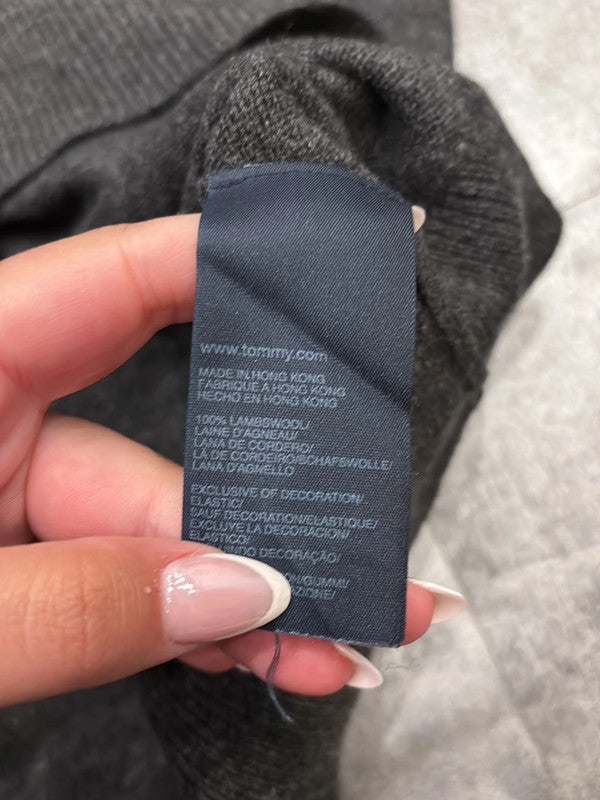 www.tommy.com
MADE IN HONG KONG
FABRIQUE À HONG KONG
HECHO EN HONG KONG
100% LAMBSWOOL/
LAINE D'AGNEAU/
LANA DE CORDERO/
LÃ DE CORDEIRO/SCHAFSWOLLE/
LANA D'AGNELLO
EXCLUSIVE OF DECORATION/
ELASTIC/
SAUF DECORATION/ELASTIQUE/
EXCLUYE LA DECORACION/
ELASTICO/
DECORAÇÃO/